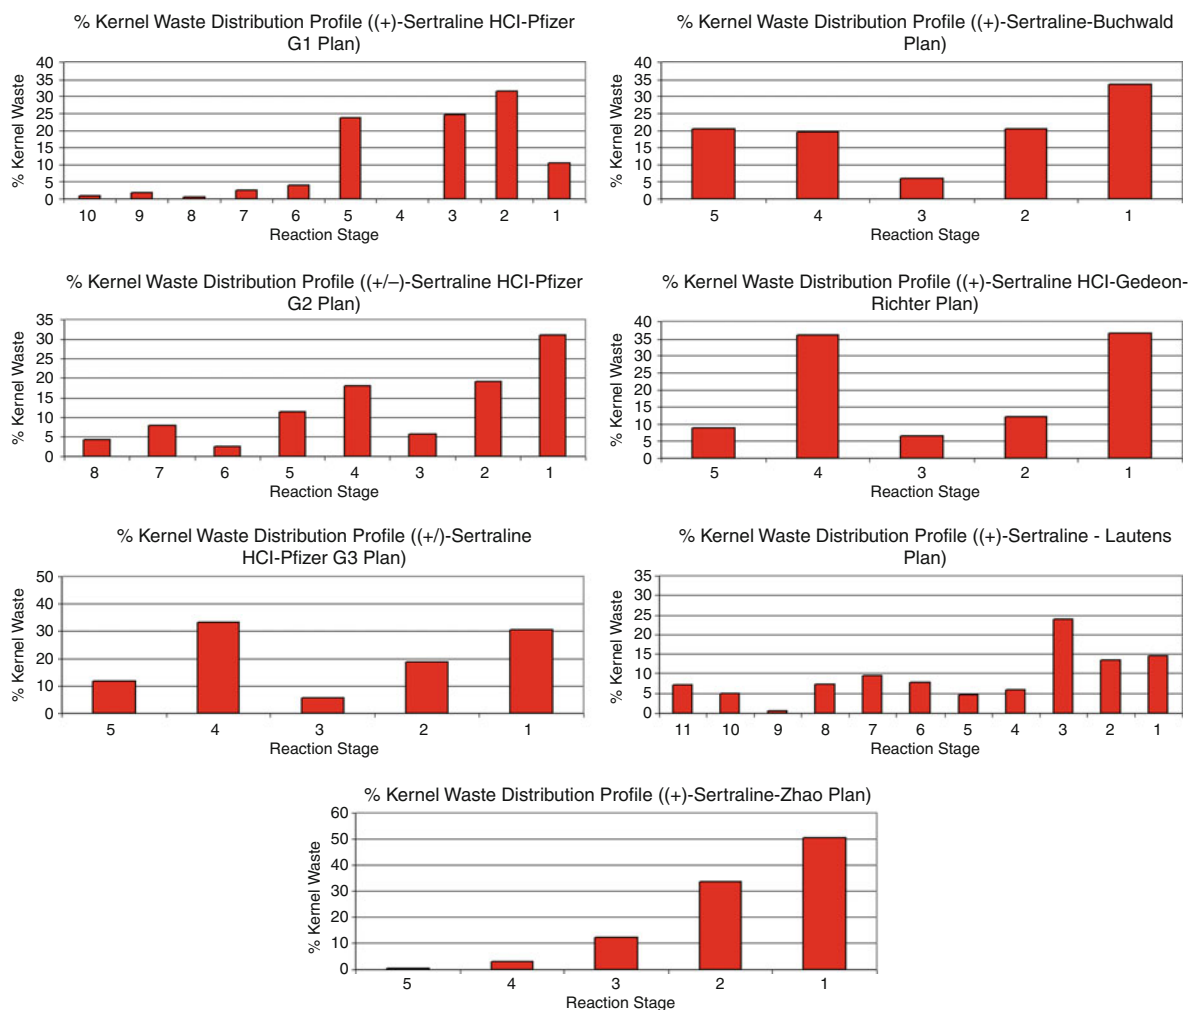 % Kernel Waste Distribution Profile ((+)-Sertraline HCI-Pfizer
G1 Plan)
% Kernel Waste
40
35
30
25
20
15
10
5
0
10 9 8 7 6 5 4 3 2 1
Reaction Stage
% Kernel Waste Distribution Profile ((+)-Sertraline-Buchwald
Plan)
% Kernel Waste
40
35
30
25
20
15
10
5
0
5 4 3 2 1
Reaction Stage
% Kernel Waste Distribution Profile ((+/–)-Sertraline HCI-Pfizer
G2 Plan)
% Kernel Waste
35
30
25
20
15
10
5
0
8 7 6 5 4 3 2 1
Reaction Stage
% Kernel Waste Distribution Profile ((+)-Sertraline HCI-Gedeon-
Richter Plan)
% Kernel Waste
40
35
30
25
20
15
10
5
0
5 4 3 2 1
Reaction Stage
% Kernel Waste Distribution Profile ((+/)-Sertraline
HCI-Pfizer G3 Plan)
% Kernel Waste
50
40
30
20
10
0
5 4 3 2 1
Reaction Stage
% Kernel Waste Distribution Profile ((+)-Sertraline - Lautens
Plan)
% Kernel Waste
35
30
25
20
15
10
5
0
11 10 9 8 7 6 5 4 3 2 1
Reaction Stage
% Kernel Waste Distribution Profile ((+)-Sertraline-Zhao Plan)
% Kernel Waste
60
50
40
30
20
10
0
5 4 3 2 1
Reaction Stage